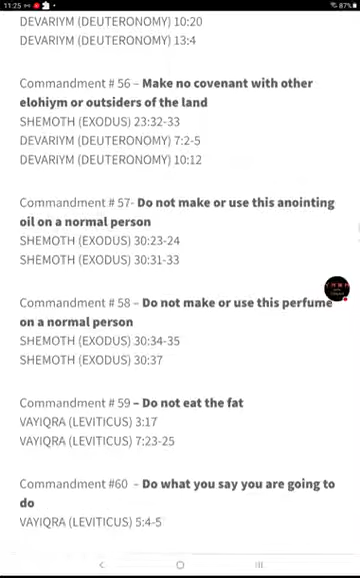 11:25
87%
DEVARIYM (DEUTERONOMY) 10:20
DEVARIYM (DEUTERONOMY) 13:4
Commandment # 56 – Make no covenant with other
elohiym or outsiders of the land
SHEMOTH (EXODUS) 23:32-33
DEVARIYM (DEUTERONOMY) 7:2-5
DEVARIYM (DEUTERONOMY) 10:12
Commandment # 57- Do not make or use this anointing
oil on a normal person
SHEMOTH (EXODUS) 30:23-24
SHEMOTH (EXODUS) 30:31-33
Commandment # 58 – Do not make or use this perfume
on a normal person
SHEMOTH (EXODUS) 30:34-35
SHEMOTH (EXODUS) 30:37
Commandment # 59 – Do not eat the fat
VAYIQRA (LEVITICUS) 3:17
VAYIQRA (LEVITICUS) 7:23-25
Commandment #60 – Do what you say you are going to
do
VAYIQRA (LEVITICUS) 5:4-5